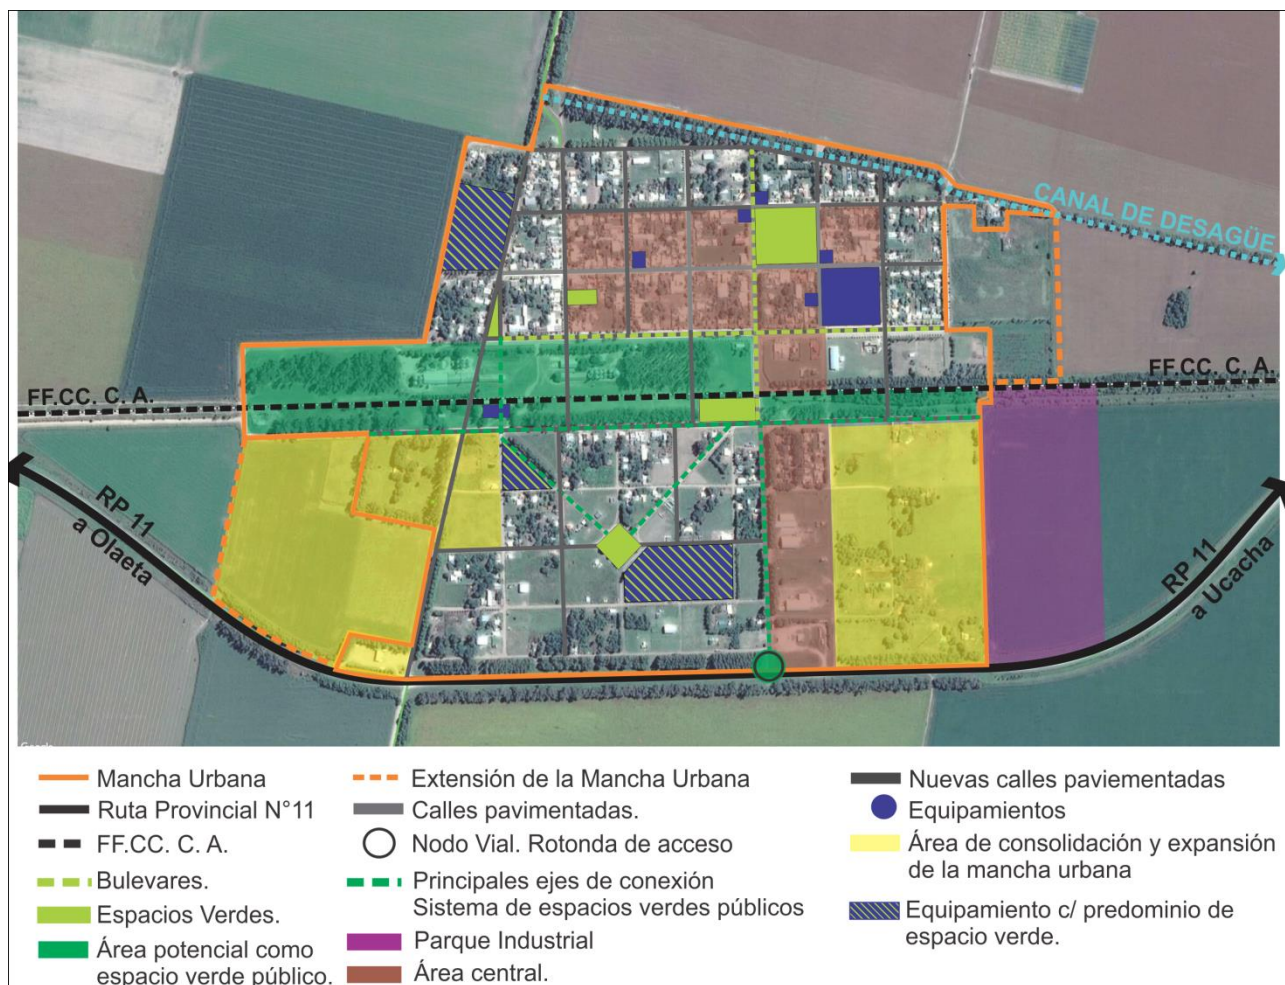 CANAL DE DESAGÜE
FF.CC. C. A.
FF.CC. C. A.
RP 11
a Olaeta
RP 11
a Ucacha
Google
Mancha Urbana
Ruta Provincial N°11
FF.CC. C. A.
Bulevares.
Espacios Verdes.
Área potencial como
espacio verde público.
Extensión de la Mancha Urbana
Calles pavimentadas.
Nodo Vial. Rotonda de acceso
Principales ejes de conexión
Sistema de espacios verdes públicos
Parque Industrial
Área central.
Nuevas calles paviementadas
Equipamientos
Área de consolidación y expansión
de la mancha urbana
Equipamiento c/ predominio de
espacio verde.